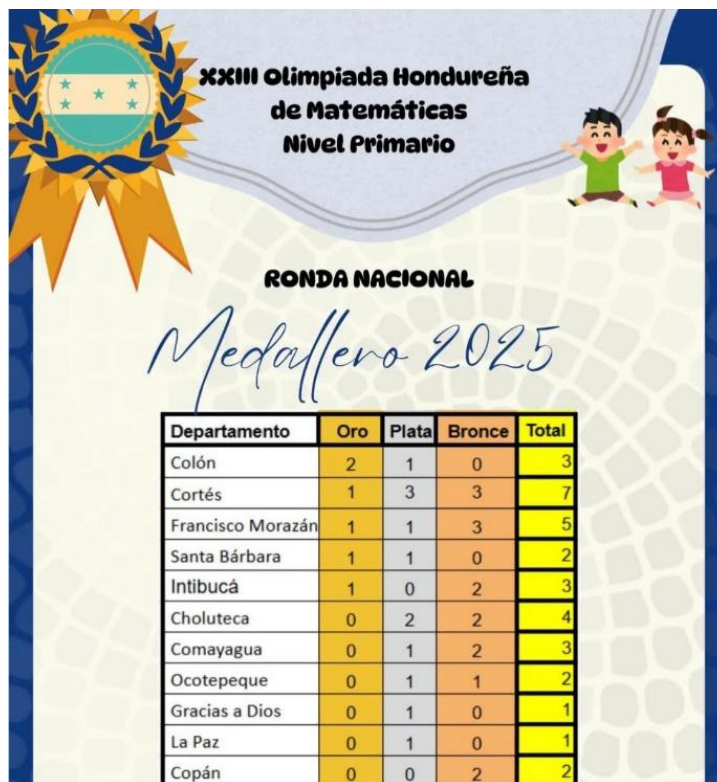 XXIII Olimpiada Hondureña
de Matemáticas
Nivel Primario
RONDA NACIONAL
Medallero 2025
Departamento Oro Plata Bronce Total
Colón 2 1 0 3
Cortés 1 3 3 7
Francisco Morazán 1 1 3 5
Santa Bárbara 1 1 0 2
Intibucá 1 0 2 3
Choluteca 0 2 2 4
Comayagua 0 1 2 3
Ocotepeque 0 1 1 2
Gracias a Dios 0 1 0 1
La Paz 0 1 0 1
Copán 0 0 2 2